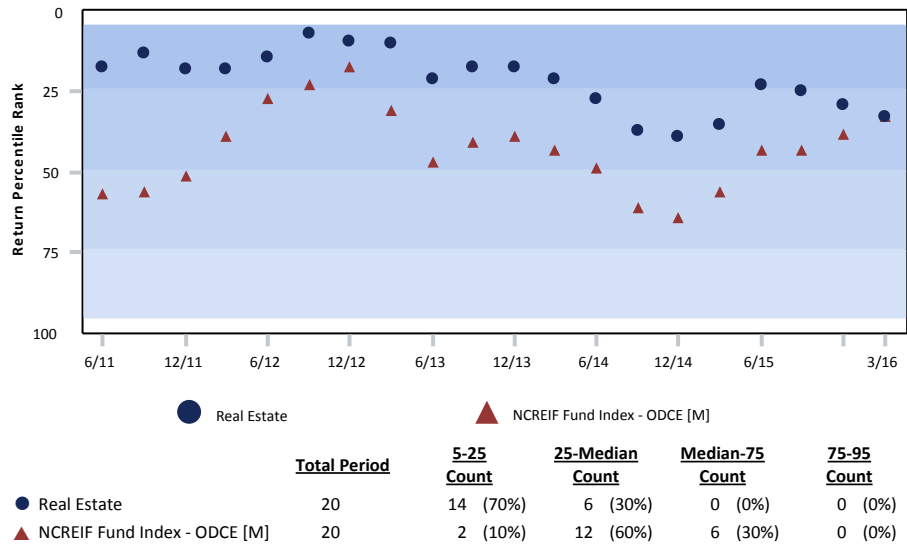 0
25
50
75
100
Return Percentile Rank
6/11 12/11 6/12 12/12 6/13 12/13 6/14 12/14 6/15 3/16
Real Estate NCREIF Fund Index - ODCE [M]
Total Period 5-25 Count 25-Median Count Median-75 Count 75-95 Count
Real Estate 20 14 (70%) 6 (30%) 0 (0%) 0 (0%)
NCREIF Fund Index - ODCE [M] 20 2 (10%) 12 (60%) 6 (30%) 0 (0%)